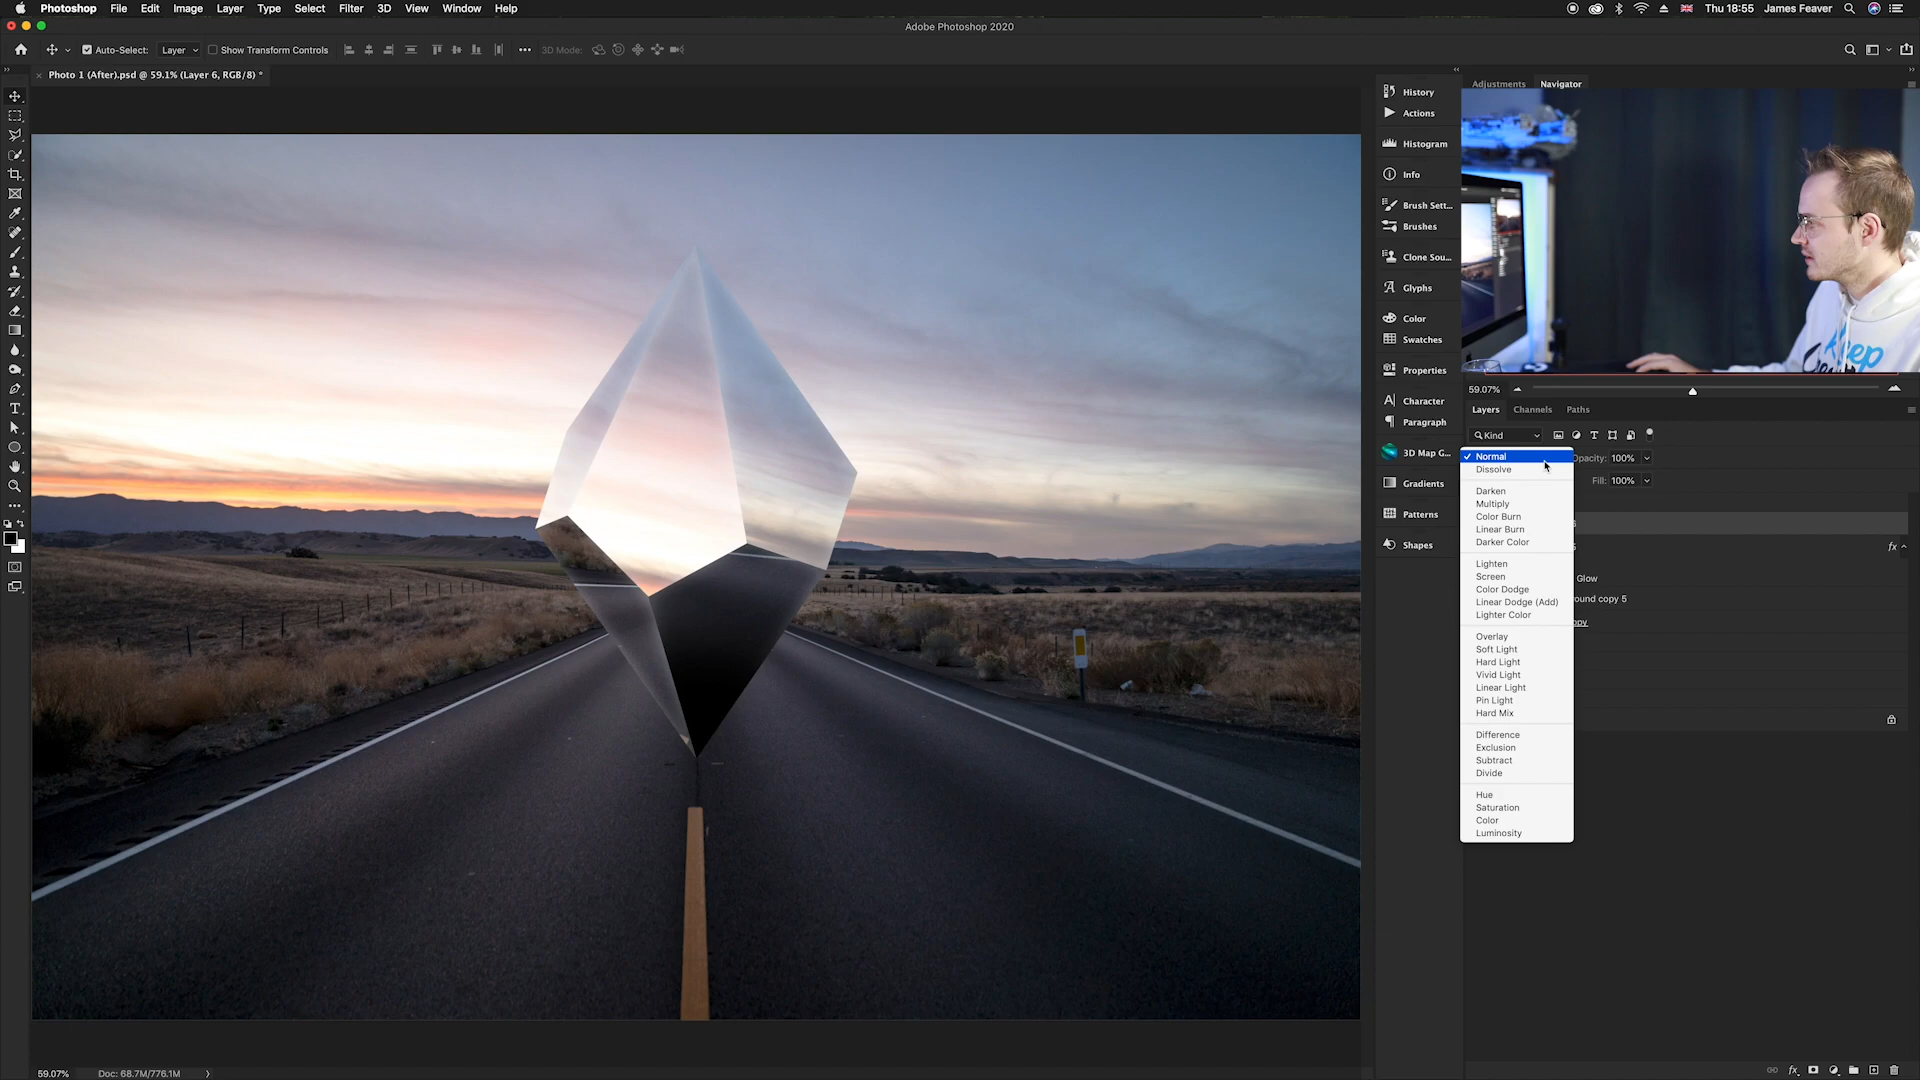 Photoshop File Edit Image Layer Type Select Filter 3D View Window Help
Thu 18:55 James Feaver
Adobe Photoshop 2020
Auto-Select: Layer Show Transform Controls 3D Mode:
Photo 1 (After).psd @ 59.1% (Layer 6, RGB/8) *
History
Actions
Histogram
Info
Brush Sett...
Brushes
Clone Sou...
Glyphs
Color
Swatches
Properties
Character
Paragraph
3D Map G...
Gradients
Patterns
Shapes
Adjustments Navigator
keep
59.07%
Layers Channels Paths
Kind
Normal
Dissolve
Darken
Multiply
Color Burn
Linear Burn
Darker Color
Lighten
Screen
Color Dodge
Linear Dodge (Add)
Lighter Color
Overlay
Soft Light
Hard Light
Vivid Light
Linear Light
Pin Light
Hard Mix
Difference
Exclusion
Subtract
Divide
Hue
Saturation
Color
Luminosity
Opacity: 100%
Fill: 100%
fx
Glow
ound copy 5
opy
59.07% Doc: 68.7M/776.1M
fx